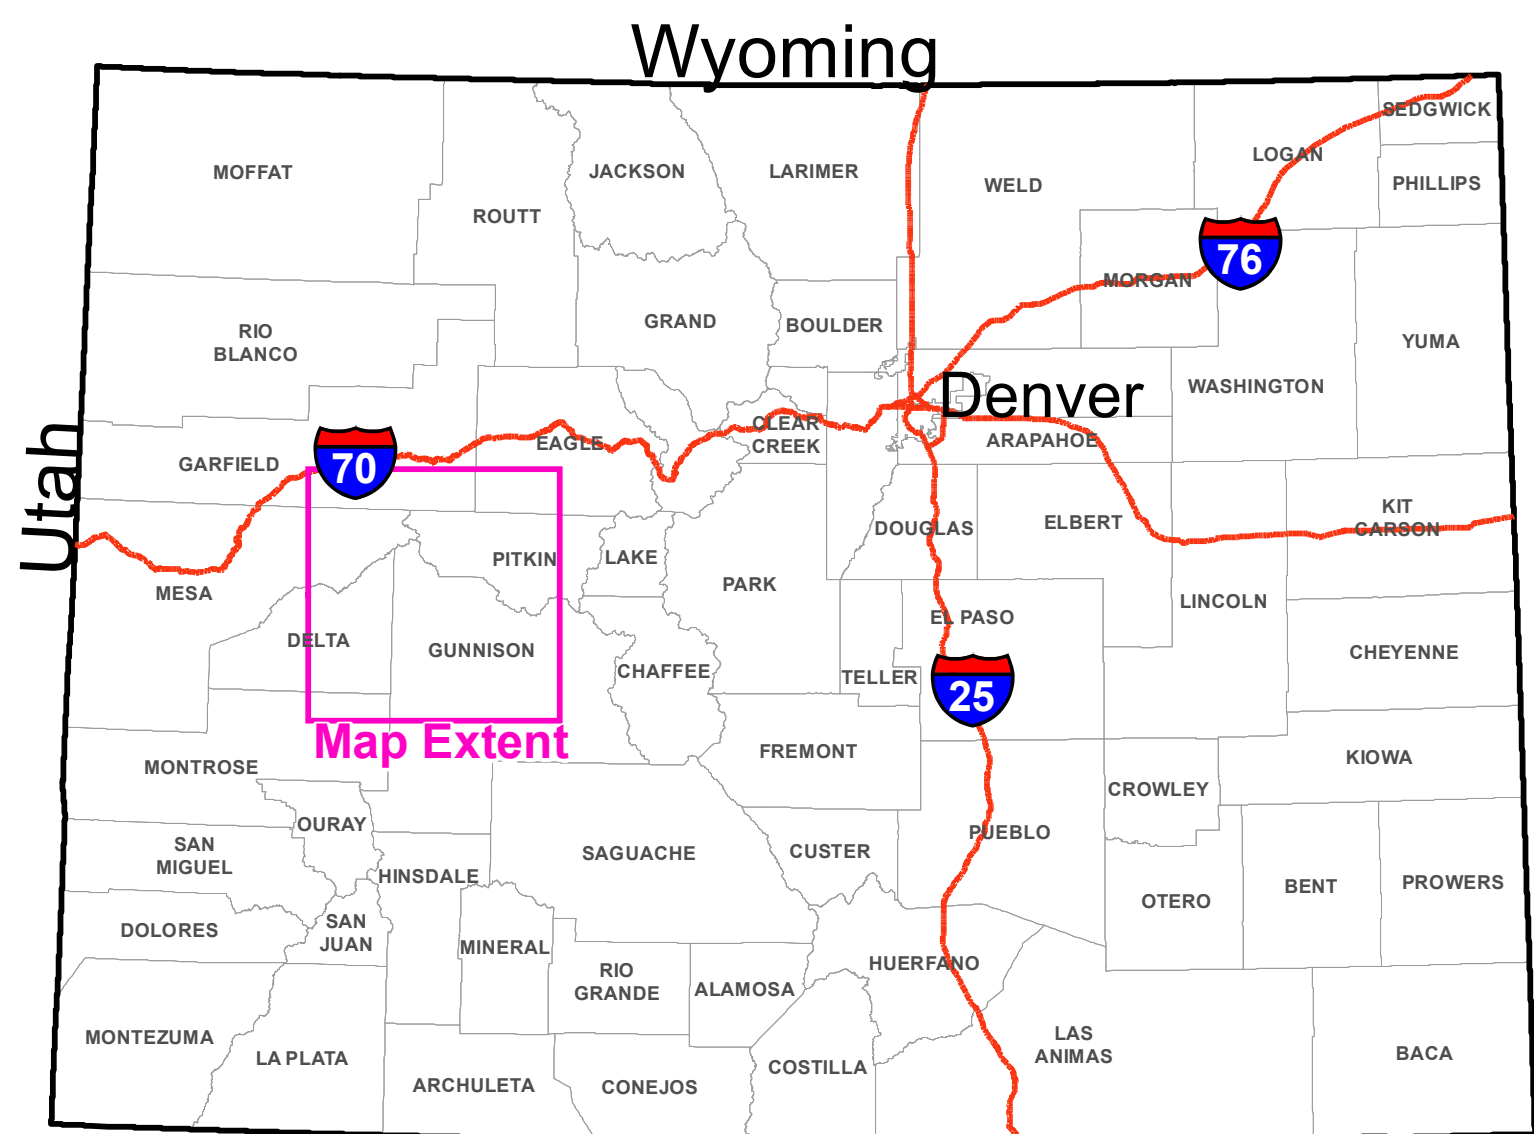 Wyoming
SEDGWICK
LOGAN
MOFFAT
JACKSON
LARIMER
WELD
PHILLIPS
ROUTT
76
MORGAN
GRAND
BOULDER
RIO
BLANCO
YUMA
WASHINGTON
Denver
CLEAR
CREEK
ARAPAHOE
EAGLE
Utah
GARFIELD
70
KIT
CARSON
DOUGLAS
ELBERT
PITKIN
LAKE
PARK
MESA
LINCOLN
EL PASO
DELTA
GUNNISON
CHEYENNE
CHAFFEE
TELLER
25
Map Extent
FREMONT
KIOWA
MONTROSE
CROWLEY
OURAY
PUEBLO
SAN
MIGUEL
SAGUACHE
CUSTER
HINSDALE
PROWERS
BENT
OTERO
DOLORES
SAN
JUAN
MINERAL
HUERFANO
RIO
GRANDE
ALAMOSA
MONTEZUMA
LAS
ANIMAS
LA PLATA
COSTILLA
BACA
ARCHULETA
CONEJOS